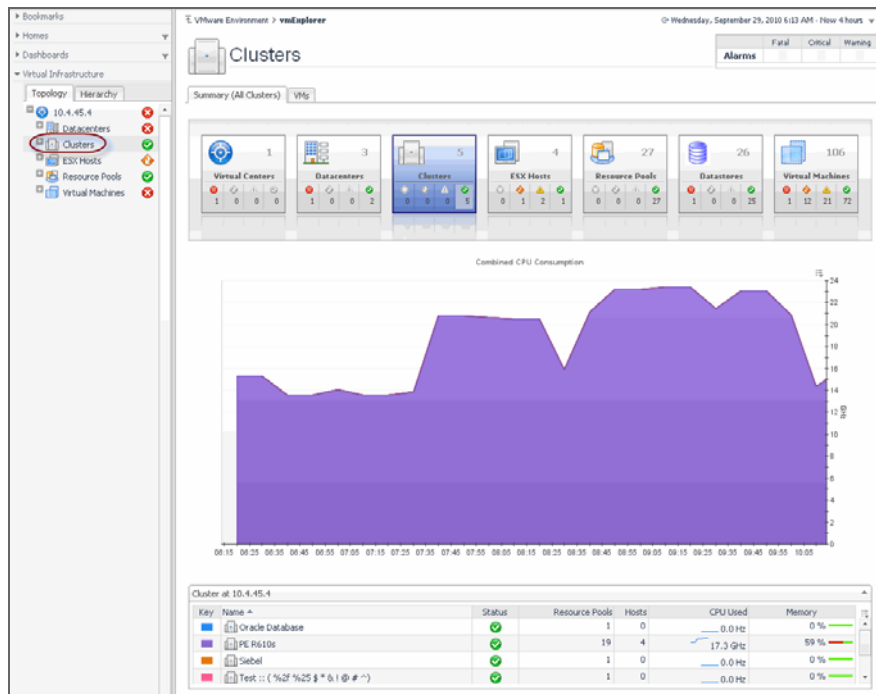 Bookmarks
Homes
Dashboards
Virtual Infrastructure
Topology Hierarchy
10.4.45.4
Datacenters
Clusters
ESX Hosts
Resource Pools
Virtual Machines
VMware Environment > vmExplorer
Wednesday, September 29, 2010 6:13 AM - Now 4 hours
Clusters
Fatal Critical Warning
Alarms
Summary (All Clusters) VMs
1 3 5 4 27 26 106
Virtual Centers Datacenters Clusters ESX Hosts Resource Pools Datastores Virtual Machines
1 0 0 0 1 0 0 2 0 0 0 5 0 1 2 1 0 0 0 27 1 0 0 25 1 12 21 72
Combined CPU Consumption
24
22
20
18
16
14
12
10
8
6
4
2
0
GHz
06:15 06:25 06:35 06:45 06:55 07:05 07:15 07:25 07:35 07:45 07:55 08:05 08:15 08:25 08:35 08:45 08:55 09:05 09:15 09:25 09:35 09:45 09:55 10:05
Cluster at 10.4.45.4
Key Name Status Resource Pools Hosts CPU Used Memory
Oracle Database 1 0 0.0 Hz 0 %
PE R610s 19 4 17.3 GHz 59 %
Siebel 1 0 0.0 Hz 0 %
Test :: ( %2f %25 $ * & ! @ # ^) 1 0 0.0 Hz 0 %